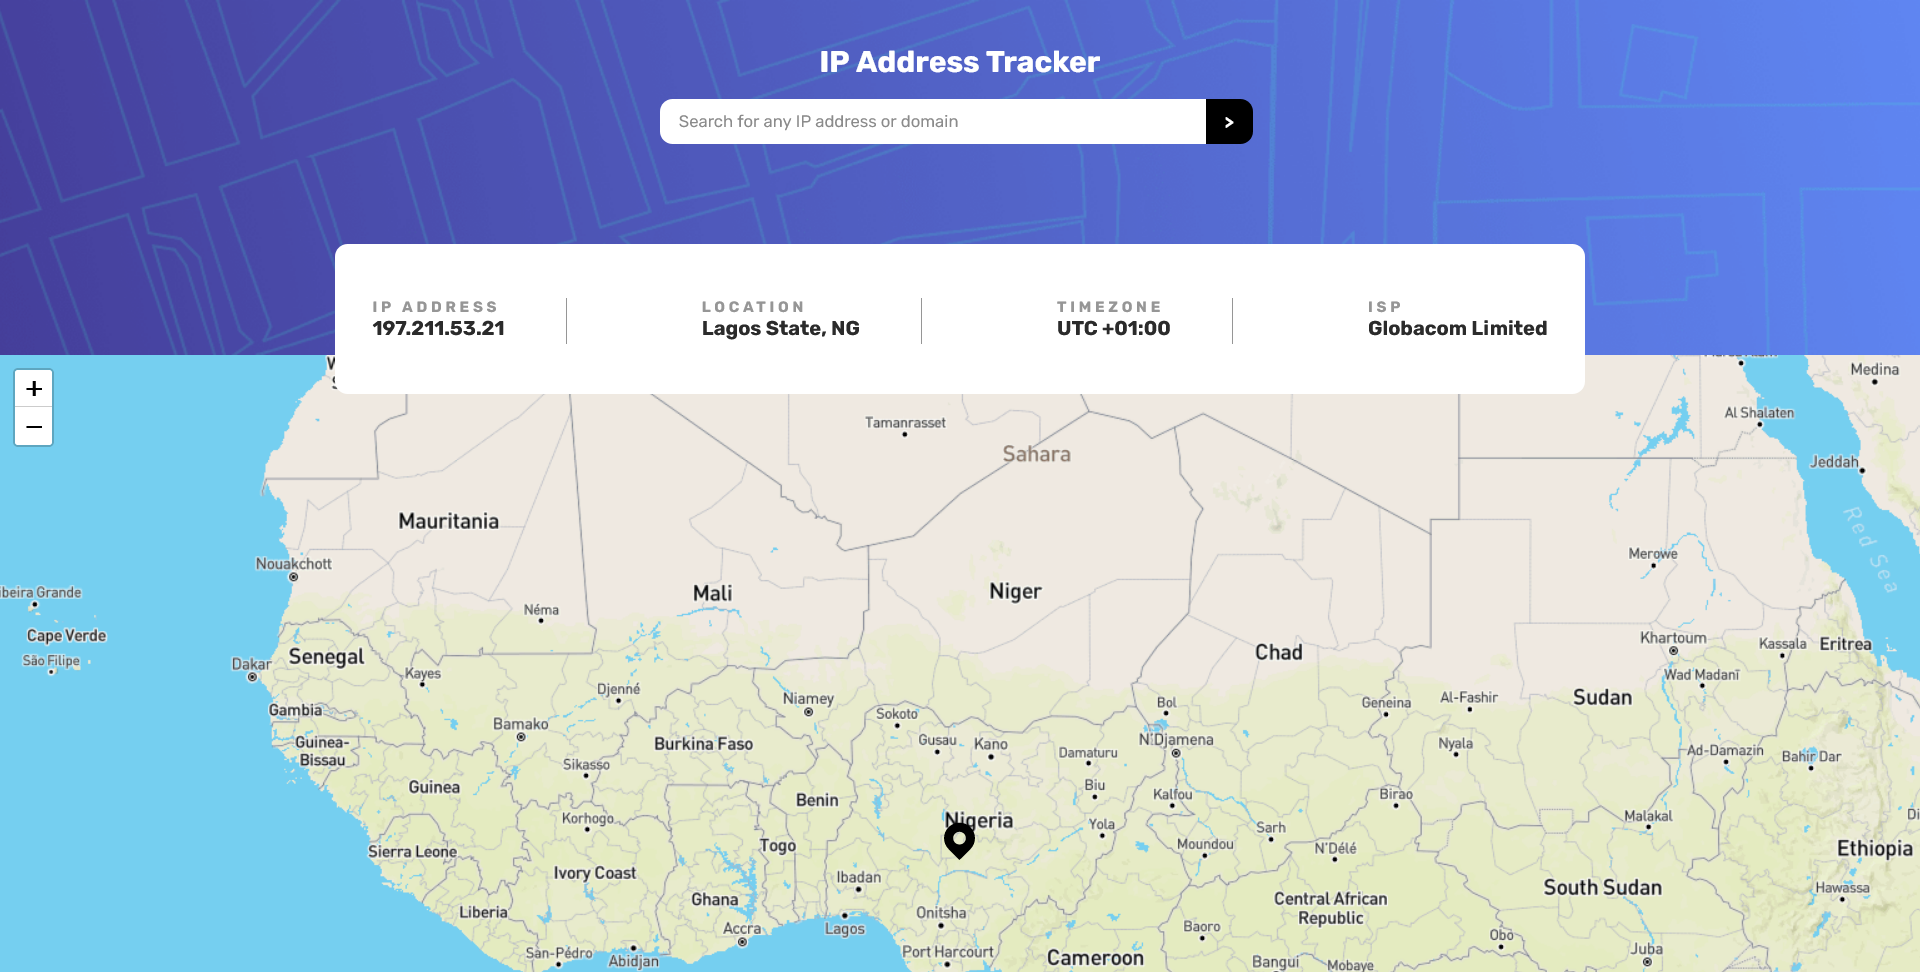 IP Address Tracker
Search for any IP address or domain
>
IP ADDRESS
197.211.53.21
LOCATION
Lagos State, NG
TIMEZONE
UTC +01:00
ISP
Globacom Limited
+
−
Medina
Al Shalaten
Tamanrasset
Sahara
Jeddah
Mauritania
Red Sea
Merowe
Nouakchott
Mali
Niger
Néma
Cape Verde
São Filipe
Khartoum
Kassala
Eritrea
Senegal
Chad
Dakar
Kayes
Wad Madanī
Djenné
Niamey
Bol
Geneina
Al-Fashir
Sudan
Gambia
Sokoto
Bamako
Guinea-
Bissau
Burkina Faso
Gusau
Kano
Damaturu
N'Djamena
Nyala
Ad-Damazin
Bahir Dar
Sikasso
Guinea
Benin
Biu
Kalfou
Birao
Korhogo
Nigeria
Yola
Sarh
Malakal
Sierra Leone
Togo
Moundou
N'Délé
Ethiopia
Ivory Coast
Ibadan
Ghana
Central African
Republic
South Sudan
Hawassa
Liberia
Onitsha
Accra
Lagos
Baoro
Obo
San-Pédro
Abidjan
Port Harcourt
Cameroon
Bangui
Mobaye
Juba